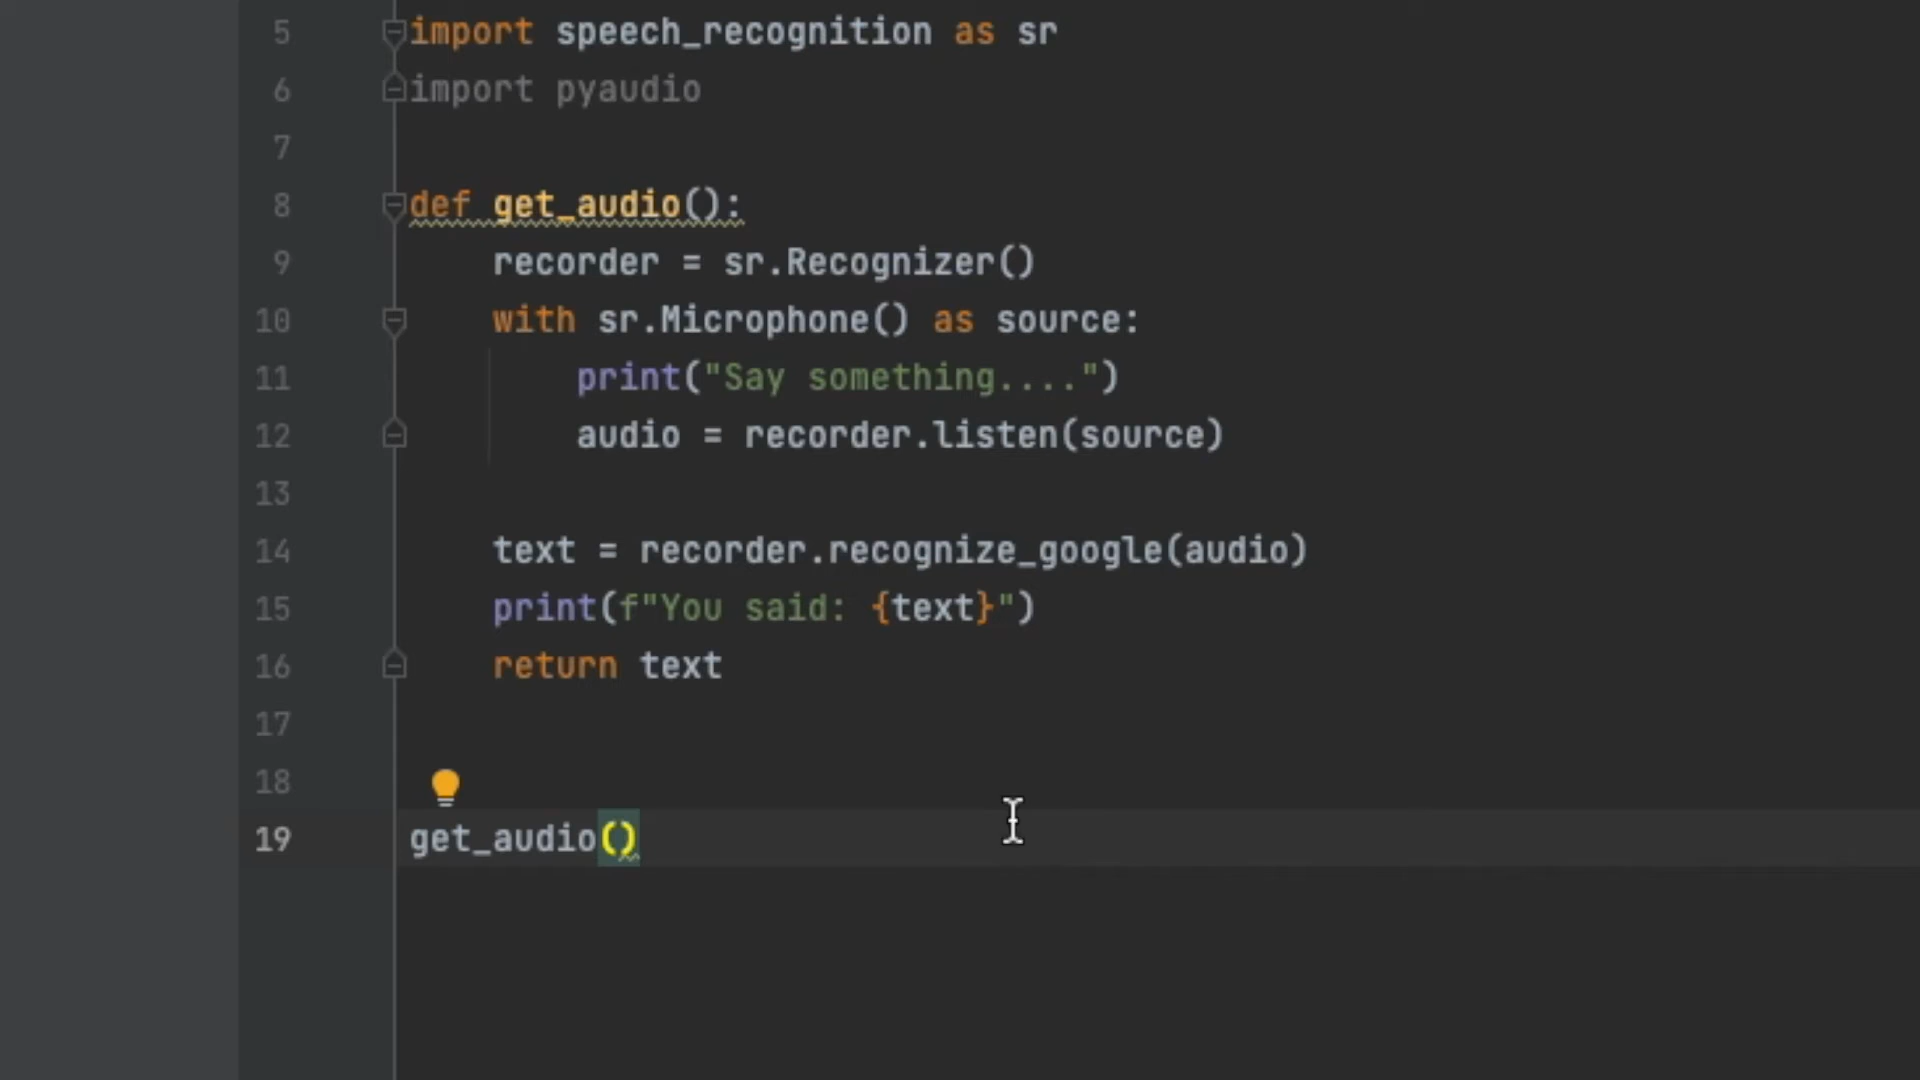 5 import speech_recognition as sr
6 import pyaudio
7
8 def get_audio():
9     recorder = sr.Recognizer()
10     with sr.Microphone() as source:
11         print("Say something....")
12         audio = recorder.listen(source)
13
14     text = recorder.recognize_google(audio)
15     print(f"You said: {text}")
16     return text
17
18
19 get_audio()